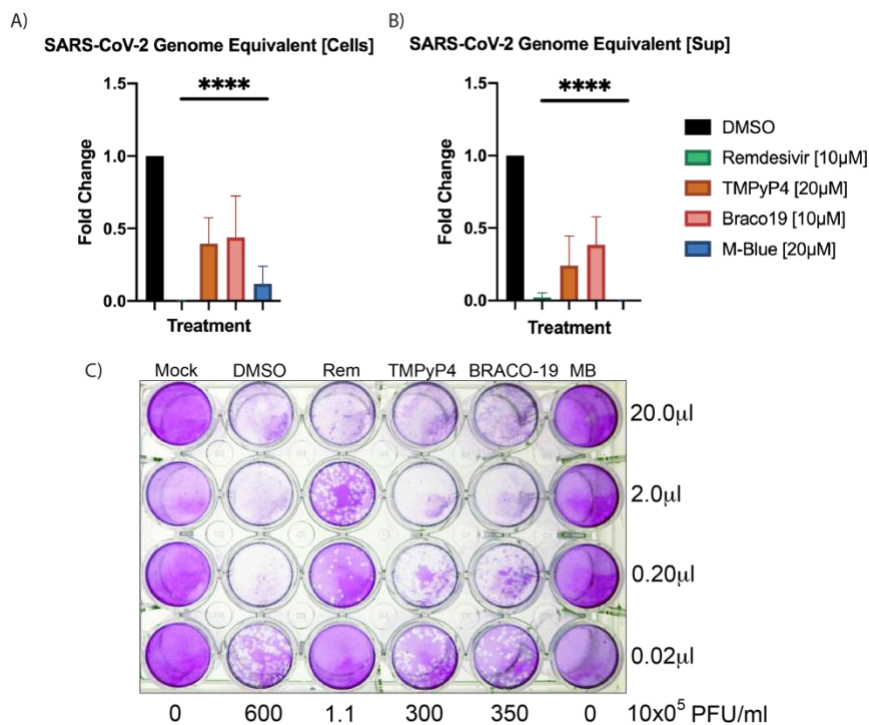 A)
SARS-CoV-2 Genome Equivalent [Cells]
1.5
1.0
0.5
0.0
Fold Change
****
Treatment
B)
SARS-CoV-2 Genome Equivalent [Sup]
1.5
1.0
0.5
0.0
Fold Change
****
Treatment
DMSO
Remdesivir [10µM]
TMPyP4 [20µM]
Braco19 [10µM]
M-Blue [20µM]
C)
Mock DMSO Rem TMPyP4 BRACO-19 MB
20.0µl
2.0µl
0.20µl
0.02µl
0 600 1.1 300 350 0 10x0⁵ PFU/ml